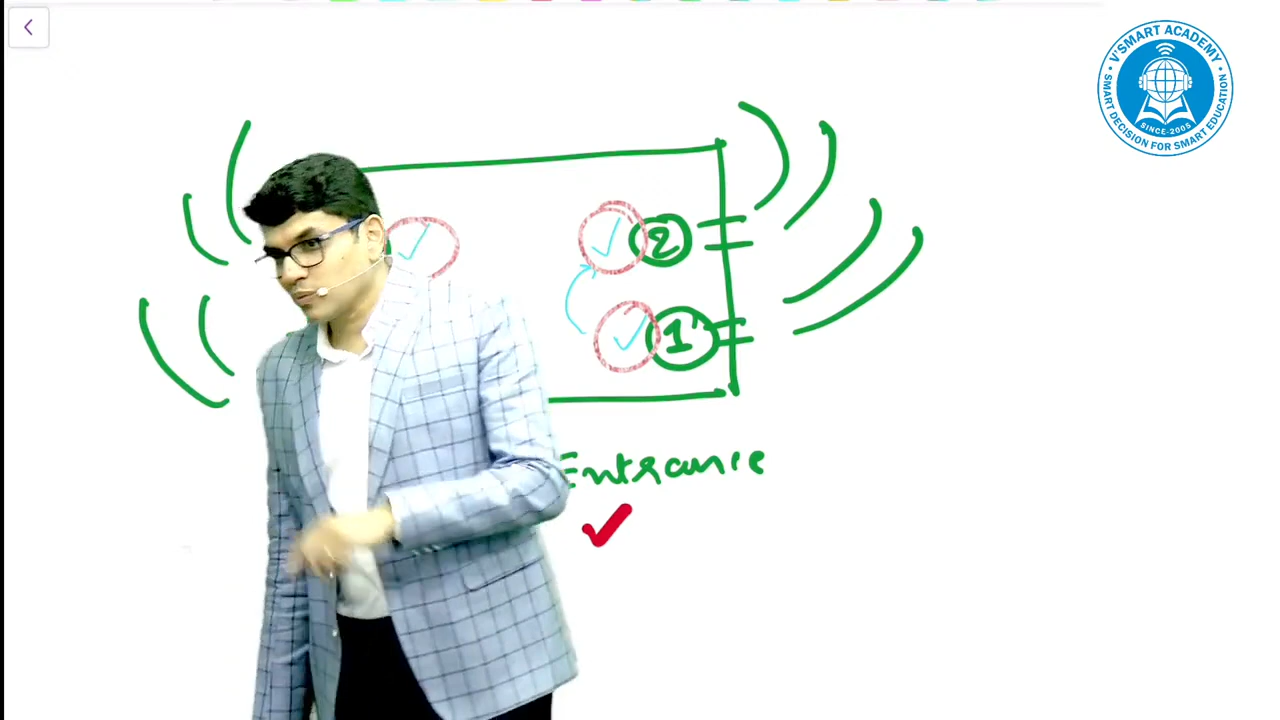 V'SMART ACADEMY
SMART DECISION FOR SMART EDUCATION
SINCE-2005
2
1
Entrance